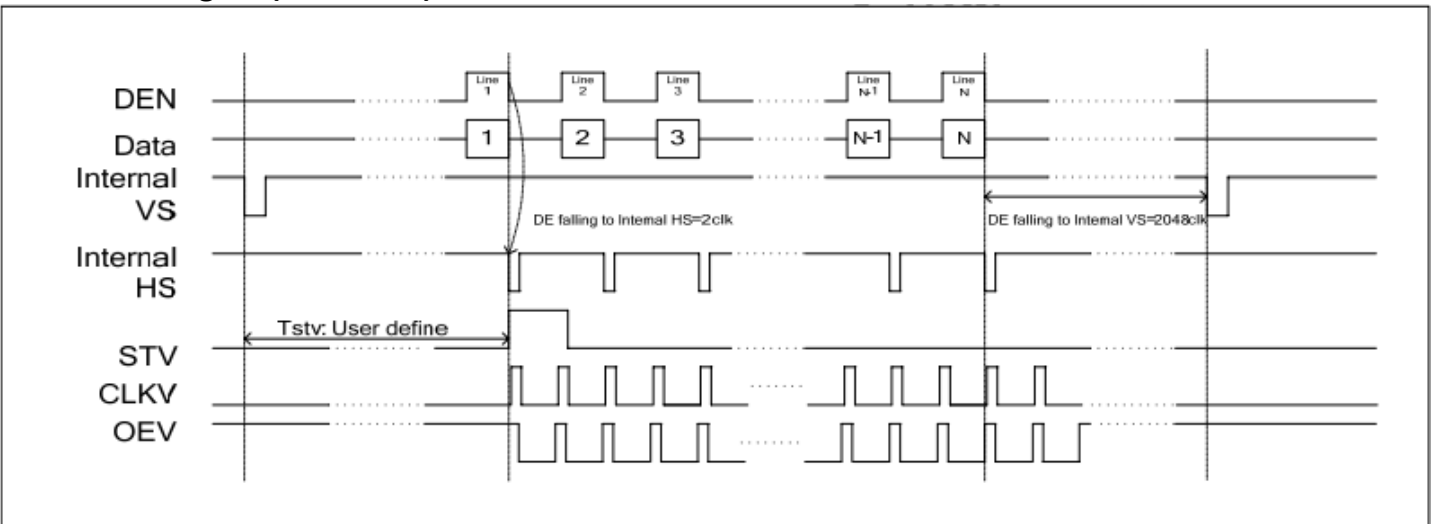 DEN
Line 1
Line 2
Line 3
Line N-1
Line N
Data
1
2
3
N-1
N
Internal VS
DE falling to Internal HS=2clk
DE falling to Internal VS=2048clk
Internal HS
Tstv: User define
STV
CLKV
OEV